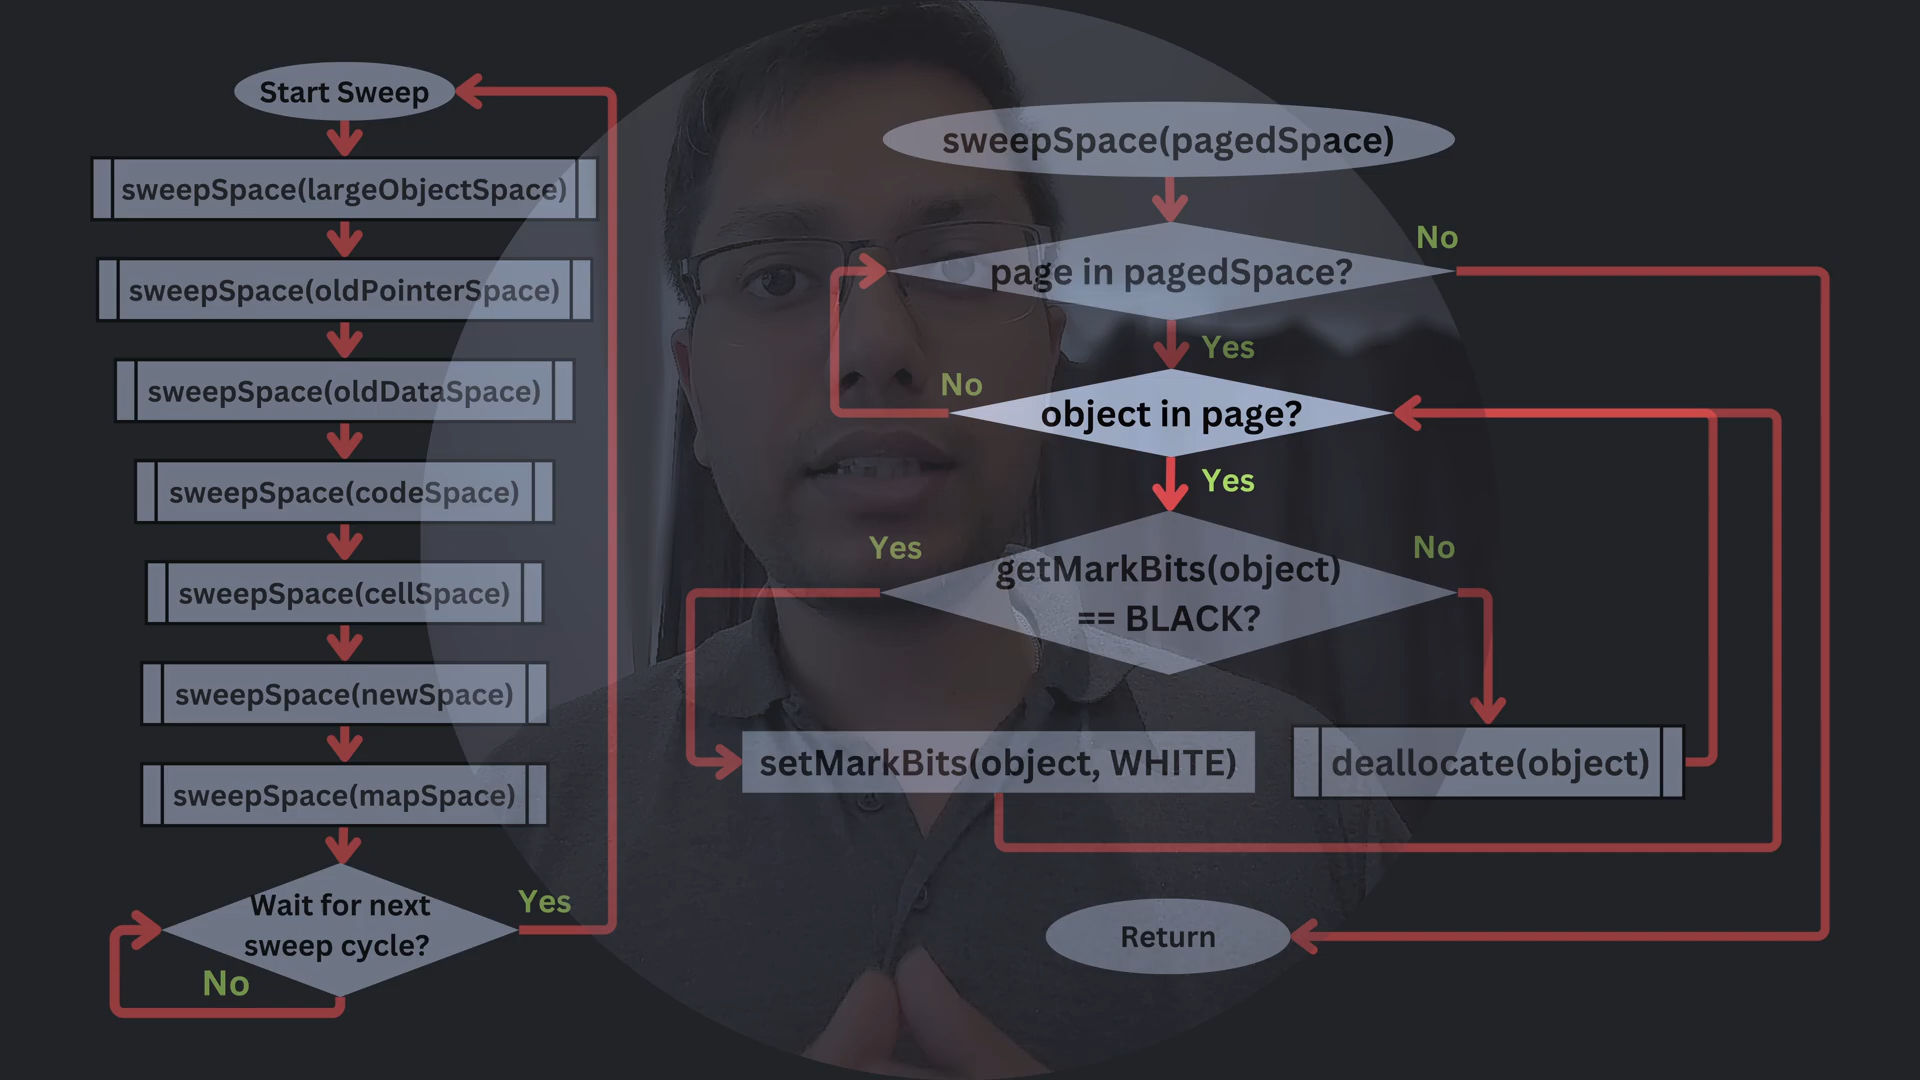 Start Sweep
sweepSpace(largeObjectSpace)
sweepSpace(oldPointerSpace)
sweepSpace(oldDataSpace)
sweepSpace(codeSpace)
sweepSpace(cellSpace)
sweepSpace(newSpace)
sweepSpace(mapSpace)
Wait for next
sweep cycle?
Yes
No
sweepSpace(pagedSpace)
page in pagedSpace?
No
Yes
object in page?
No
Yes
getMarkBits(object)
== BLACK?
Yes
No
setMarkBits(object, WHITE)
deallocate(object)
Return